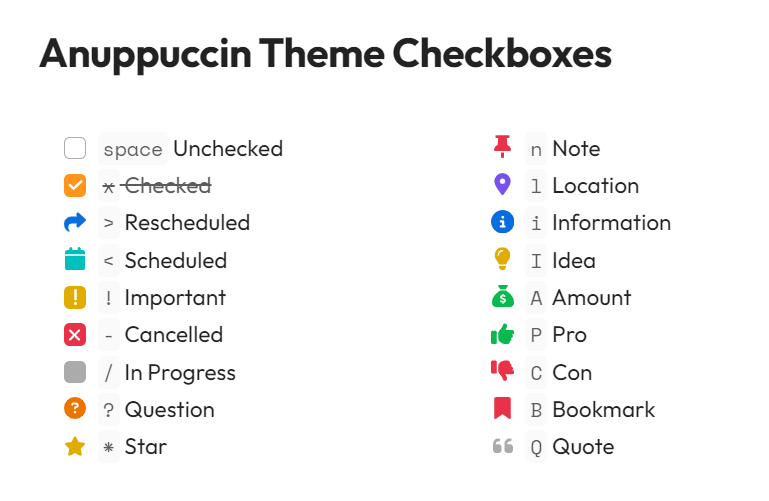 Anuppuccin Theme Checkboxes
space Unchecked
x Checked
> Rescheduled
< Scheduled
! Important
- Cancelled
/ In Progress
? Question
* Star
n Note
l Location
i Information
I Idea
A Amount
P Pro
C Con
B Bookmark
Q Quote